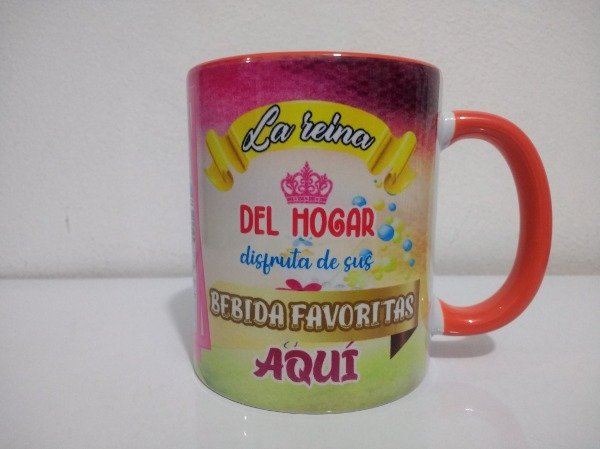 La reina
DEL HOGAR
disfruta de sus
BEBIDA FAVORITAS
AQUÍ